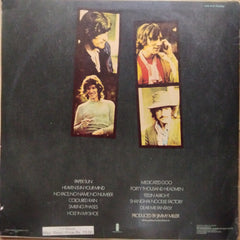 PAPER SUN
HEAVEN IS IN YOUR MIND
NO FACE, NO NAME, NO NUMBER
COLOURED RAIN
SMILING PHASES
HOLE IN MY SHOE
MEDICATED GOO
FORTY THOUSAND HEADMEN
FEELIN' ALRIGHT
SHANGHAI NOODLE FACTORY
DEAR MR. FANTASY
PRODUCED BY JIMMY MILLER